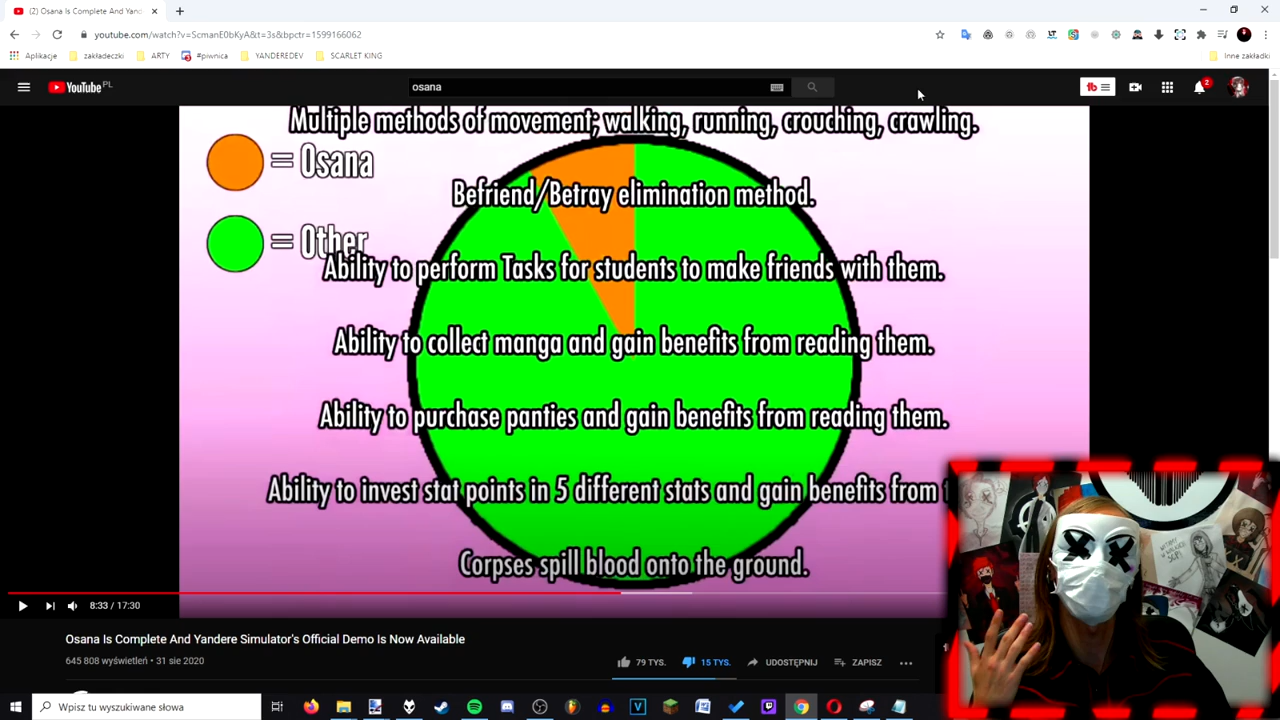 (2) Osana Is Complete And Yand
youtube.com/watch?v=ScmanE0bKyA&t=3s&bpctr=1599166062
Aplikacje
zakładeczki
ARTY
#piwnica
YANDEREDEV
SCARLET KING
Inne zakładki
YouTube PL
osana
tb
2
Multiple methods of movement; walking, running, crouching, crawling.
= Osana
Befriend/Betray elimination method.
= Other
Ability to perform Tasks for students to make friends with them.
Ability to collect manga and gain benefits from reading them.
Ability to purchase panties and gain benefits from reading them.
Ability to invest stat points in 5 different stats and gain benefits from
Corpses spill blood onto the ground.
8:33 / 17:30
Osana Is Complete And Yandere Simulator's Official Demo Is Now Available
645 808 wyświetleń • 31 sie 2020
79 TYS.
15 TYS.
UDOSTĘPNIJ
ZAPISZ
Wpisz tu wyszukiwane słowa